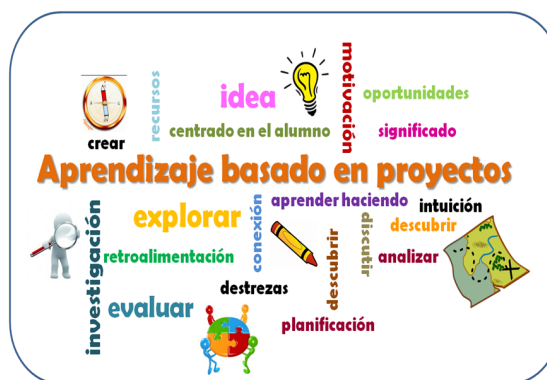 recursos
idea
motivación
oportunidades
crear
centrado en el alumno
significado
Aprendizaje basado en proyectos
investigación
explorar
conexión
aprender haciendo
discutir
intuición
descubrir
retroalimentación
descubrir
analizar
evaluar
destrezas
planificación